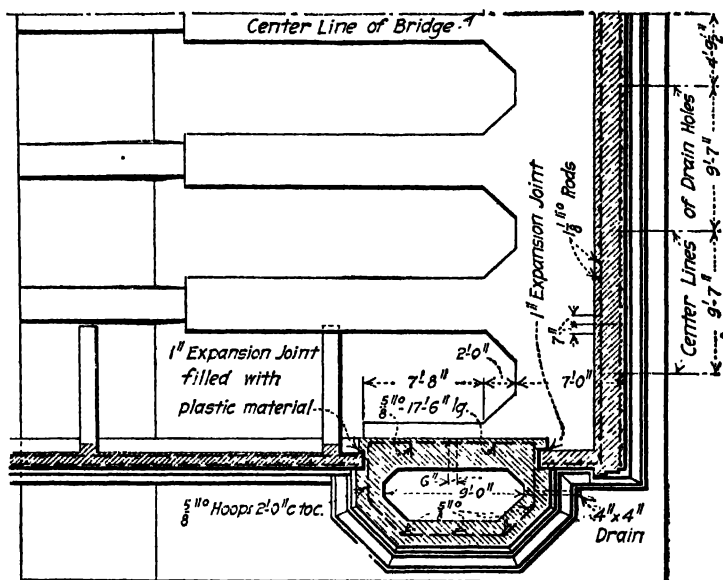 Center Line of Bridge
4'-9½"
Center Lines of Drain Holes
9'-7"
9'-7"
1⅛"□ Rods
1" Expansion Joint
7"
2'-0"
7'-8"
7'-0"
1" Expansion Joint
filled with
plastic material
⅝"□-17'-6" lg.
6"
9'-0"
⅝"□
⅝"□ Hoops 2'-0" c toc.
4"x4"
Drain